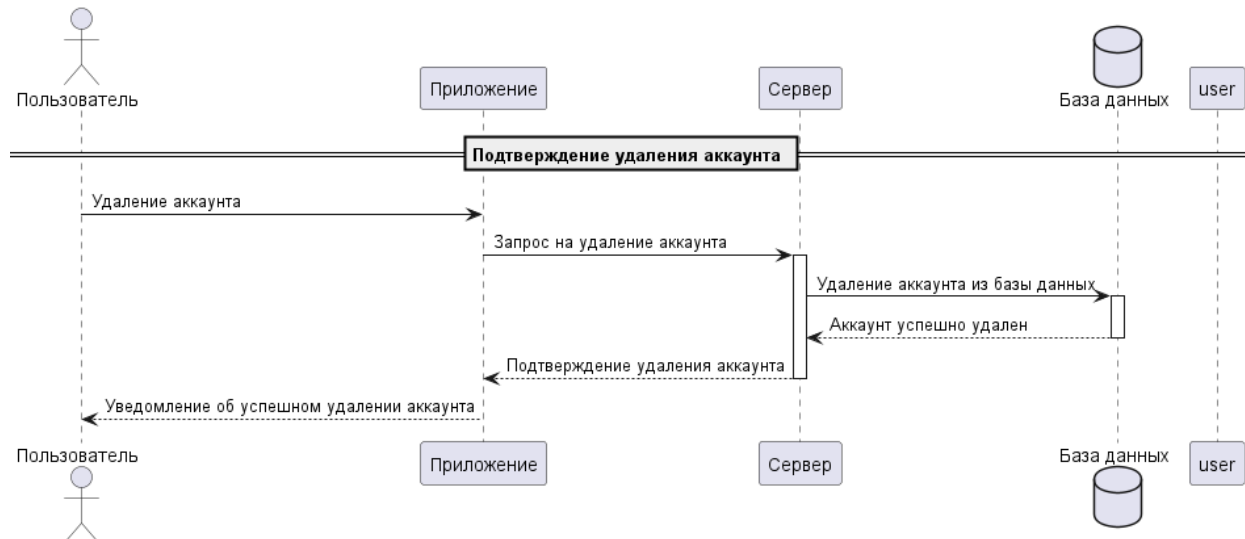 Пользователь
Приложение
Сервер
База данных
user
Подтверждение удаления аккаунта
Удаление аккаунта
Запрос на удаление аккаунта
Удаление аккаунта из базы данных
Аккаунт успешно удален
Подтверждение удаления аккаунта
Уведомление об успешном удалении аккаунта
Пользователь
Приложение
Сервер
База данных
user